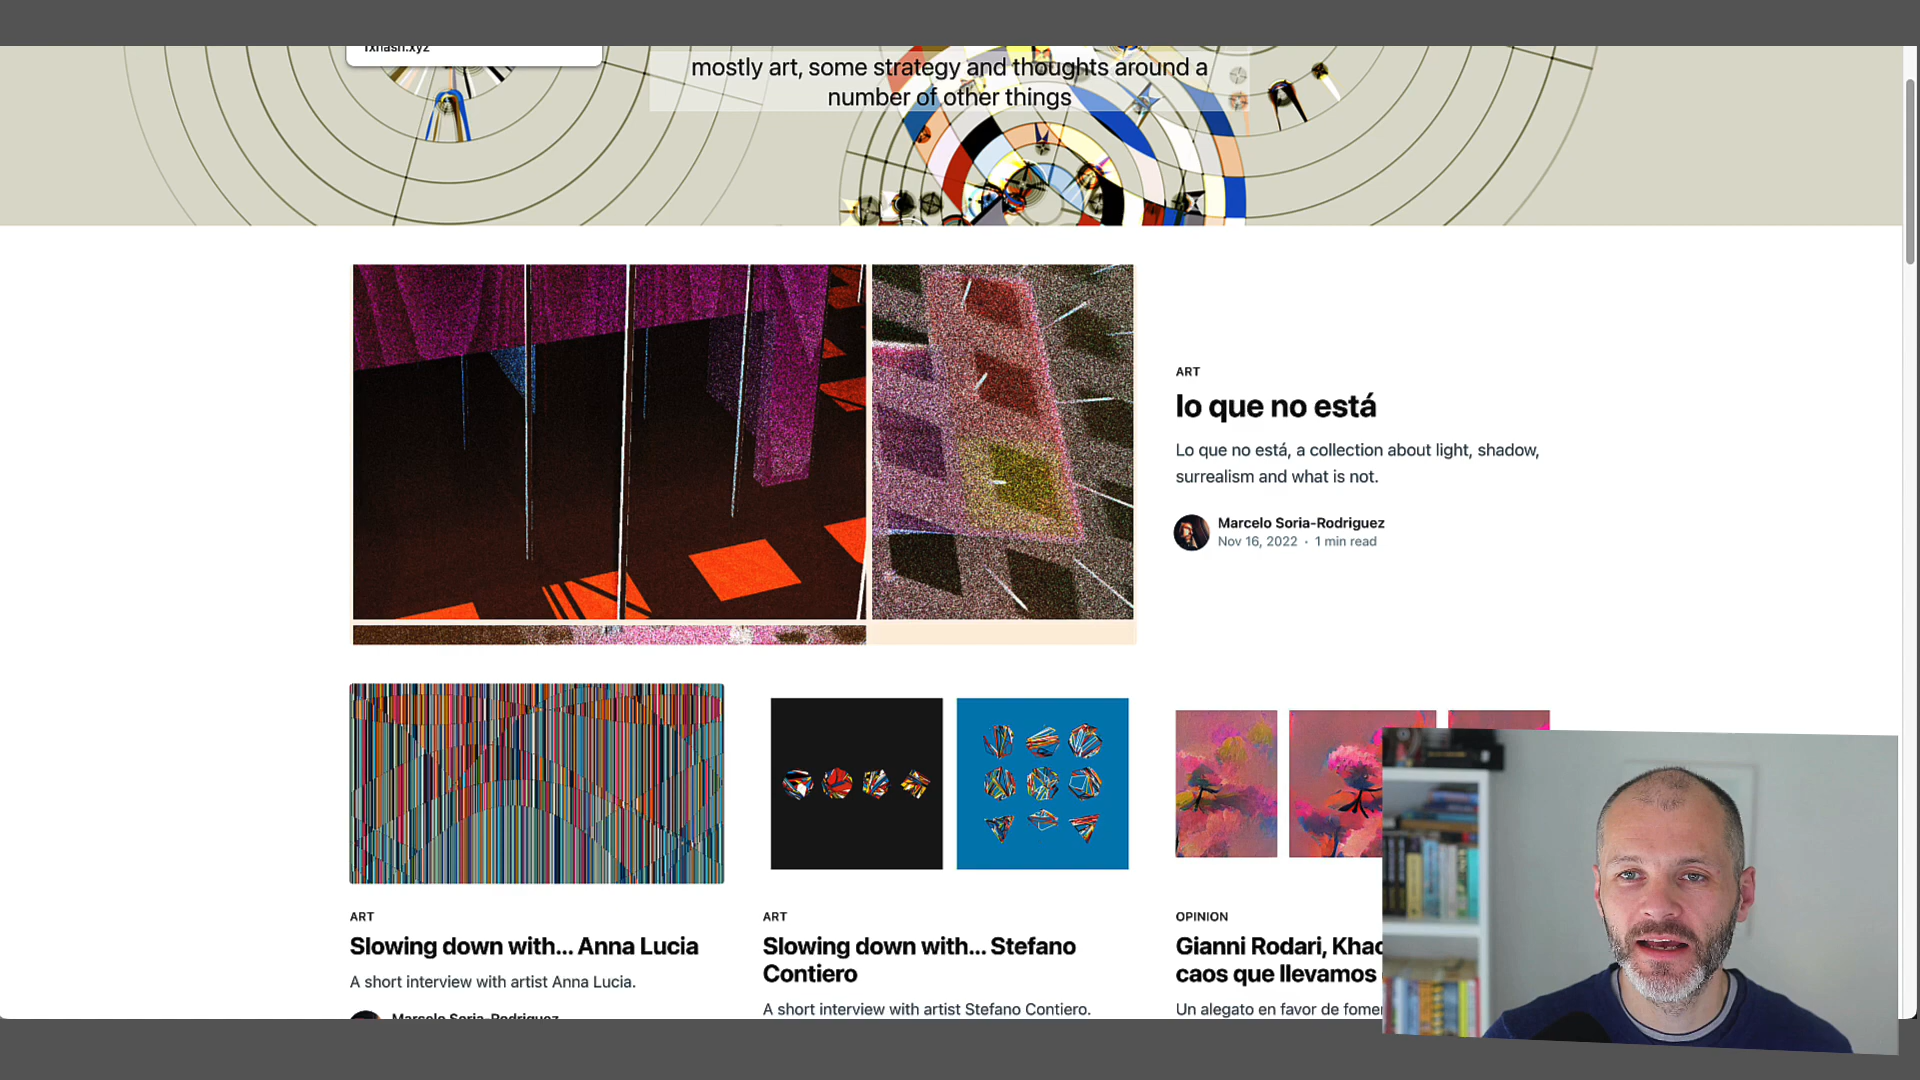 fxhash.xyz
mostly art, some strategy and thoughts around a
number of other things
ART
lo que no está
Lo que no está, a collection about light, shadow,
surrealism and what is not.
Marcelo Soria-Rodriguez
Nov 16, 2022 · 1 min read
ART
Slowing down with... Anna Lucia
A short interview with artist Anna Lucia.
Marcelo Soria-Rodriguez
ART
Slowing down with... Stefano
Contiero
A short interview with artist Stefano Contiero.
OPINION
Gianni Rodari,
caos que llevamos
Un alegato en favor de